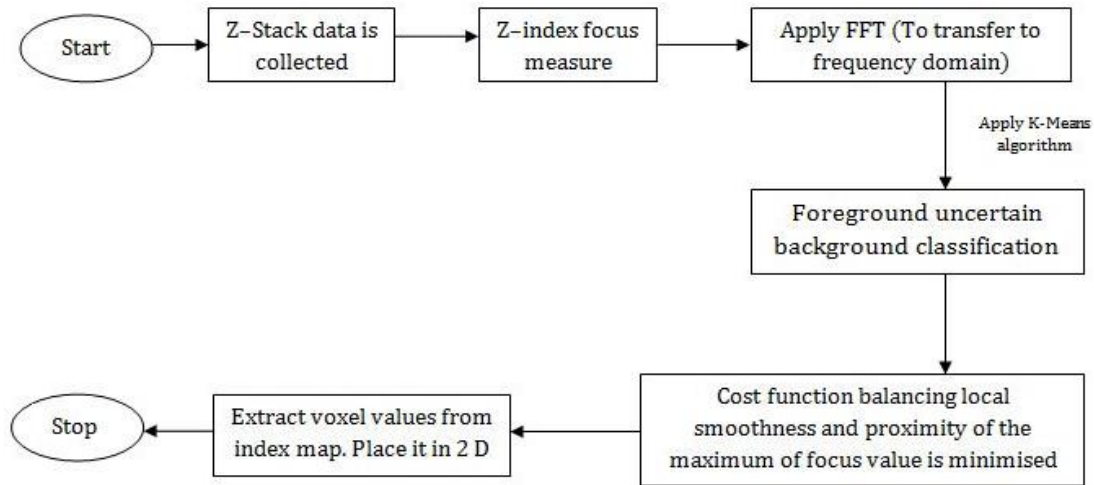 Start
Z–Stack data is
collected
Z–index focus
measure
Apply FFT (To transfer to
frequency domain)
Apply K-Means
algorithm
Foreground uncertain
background classification
Cost function balancing local
smoothness and proximity of the
maximum of focus value is minimised
Extract voxel values from
index map. Place it in 2 D
Stop